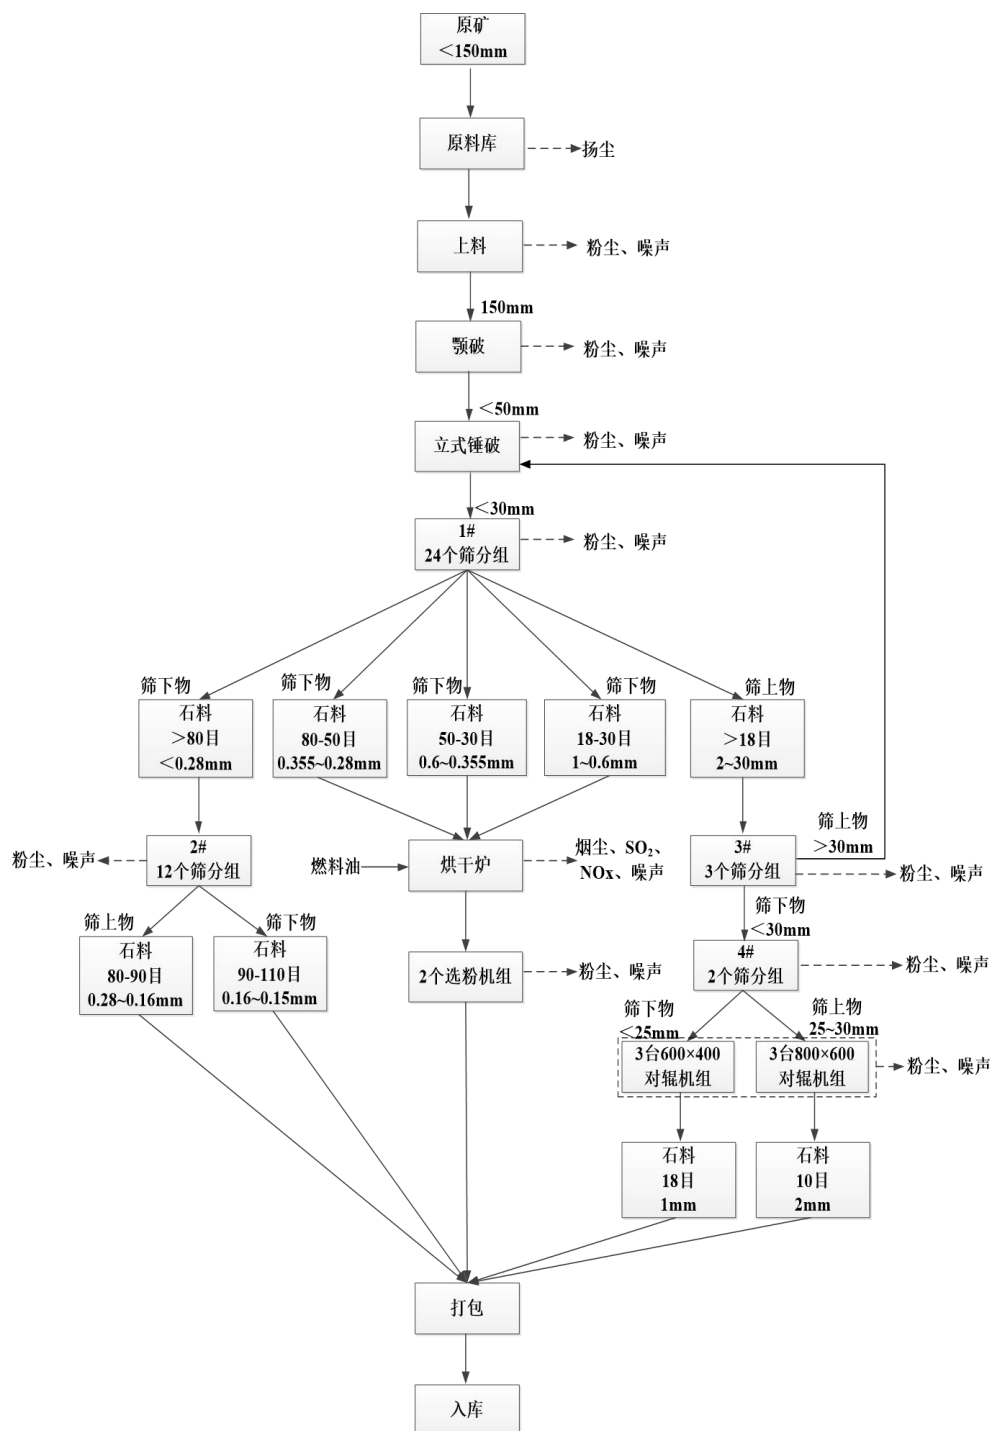 原矿
＜150mm
原料库
扬尘
上料
粉尘、噪声
150mm
颚破
粉尘、噪声
＜50mm
立式锤破
粉尘、噪声
＜30mm
1#
24个筛分组
粉尘、噪声
筛下物
石料
＞80目
＜0.28mm
筛下物
石料
80-50目
0.355~0.28mm
筛下物
石料
50-30目
0.6~0.355mm
筛下物
石料
18-30目
1~0.6mm
筛上物
石料
＞18目
2~30mm
粉尘、噪声
2#
12个筛分组
燃料油
烘干炉
烟尘、SO₂、
NOx、噪声
3#
3个筛分组
筛上物
＞30mm
粉尘、噪声
筛上物
石料
80-90目
0.28~0.16mm
筛下物
石料
90-110目
0.16~0.15mm
2个选粉机组
粉尘、噪声
筛下物
＜30mm
4#
2个筛分组
粉尘、噪声
筛下物
＜25mm
筛上物
25~30mm
3台600×400
对辊机组
3台800×600
对辊机组
粉尘、噪声
石料
18目
1mm
石料
10目
2mm
打包
入库